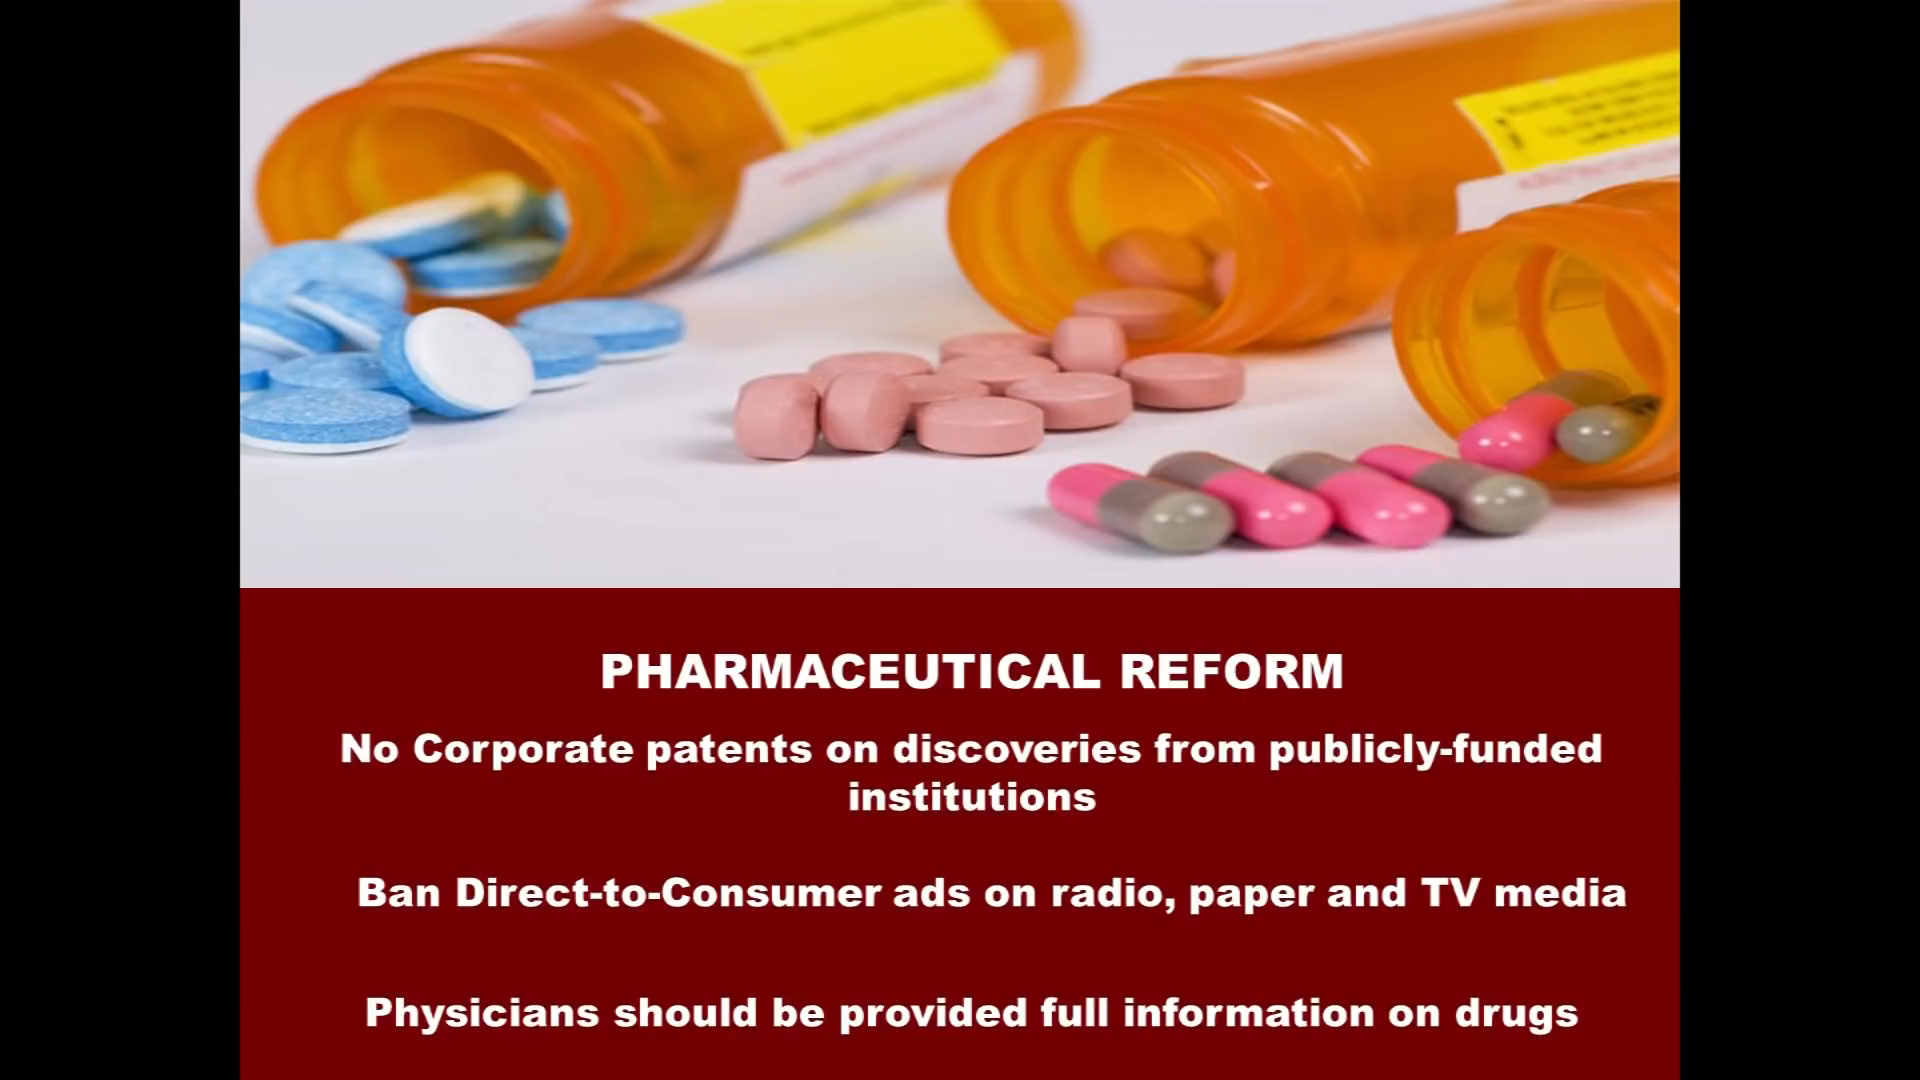 PHARMACEUTICAL REFORM
No Corporate patents on discoveries from publicly-funded
institutions
Ban Direct-to-Consumer ads on radio, paper and TV media
Physicians should be provided full information on drugs